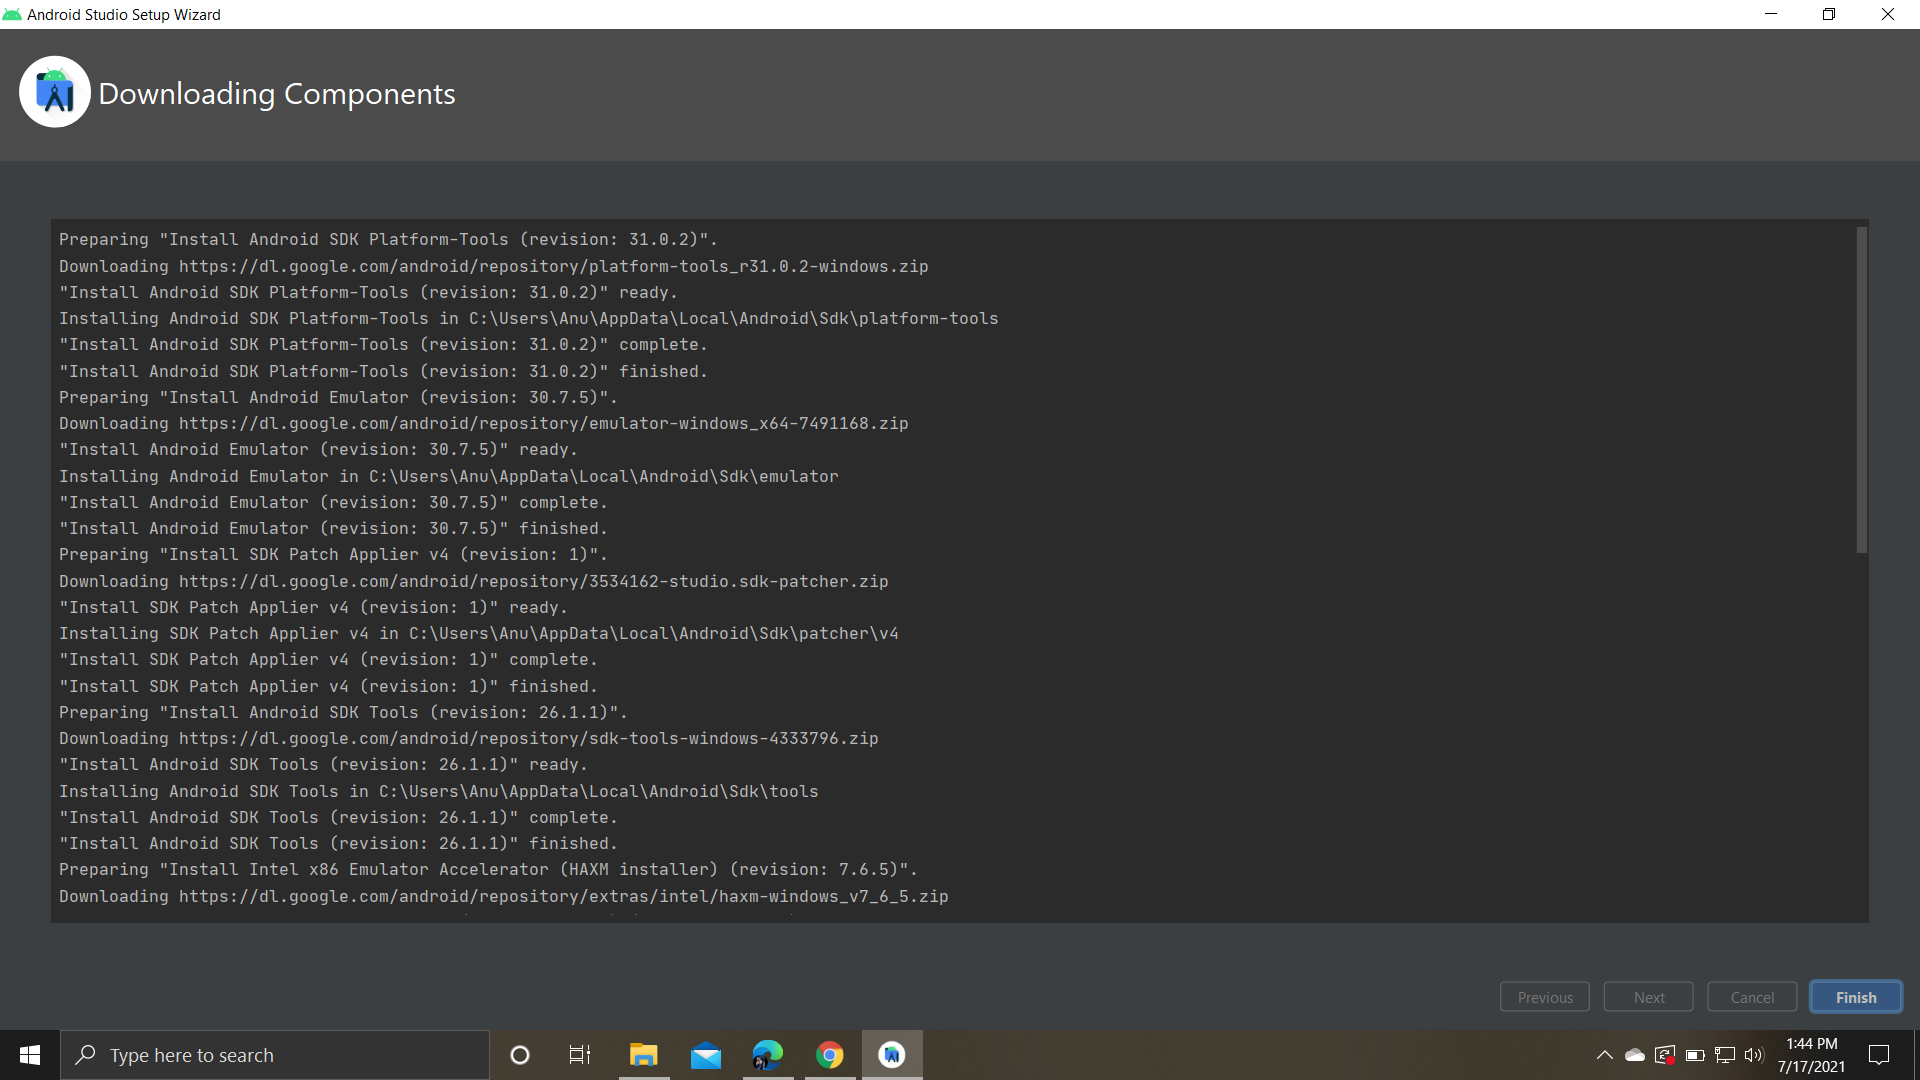 Android Studio Setup Wizard
Downloading Components
Preparing "Install Android SDK Platform-Tools (revision: 31.0.2)".
Downloading https://dl.google.com/android/repository/platform-tools_r31.0.2-windows.zip
"Install Android SDK Platform-Tools (revision: 31.0.2)" ready.
Installing Android SDK Platform-Tools in C:\Users\Anu\AppData\Local\Android\Sdk\platform-tools
"Install Android SDK Platform-Tools (revision: 31.0.2)" complete.
"Install Android SDK Platform-Tools (revision: 31.0.2)" finished.
Preparing "Install Android Emulator (revision: 30.7.5)".
Downloading https://dl.google.com/android/repository/emulator-windows_x64-7491168.zip
"Install Android Emulator (revision: 30.7.5)" ready.
Installing Android Emulator in C:\Users\Anu\AppData\Local\Android\Sdk\emulator
"Install Android Emulator (revision: 30.7.5)" complete.
"Install Android Emulator (revision: 30.7.5)" finished.
Preparing "Install SDK Patch Applier v4 (revision: 1)".
Downloading https://dl.google.com/android/repository/3534162-studio.sdk-patcher.zip
"Install SDK Patch Applier v4 (revision: 1)" ready.
Installing SDK Patch Applier v4 in C:\Users\Anu\AppData\Local\Android\Sdk\patcher\v4
"Install SDK Patch Applier v4 (revision: 1)" complete.
"Install SDK Patch Applier v4 (revision: 1)" finished.
Preparing "Install Android SDK Tools (revision: 26.1.1)".
Downloading https://dl.google.com/android/repository/sdk-tools-windows-4333796.zip
"Install Android SDK Tools (revision: 26.1.1)" ready.
Installing Android SDK Tools in C:\Users\Anu\AppData\Local\Android\Sdk\tools
"Install Android SDK Tools (revision: 26.1.1)" complete.
"Install Android SDK Tools (revision: 26.1.1)" finished.
Preparing "Install Intel x86 Emulator Accelerator (HAXM installer) (revision: 7.6.5)".
Downloading https://dl.google.com/android/repository/extras/intel/haxm-windows_v7_6_5.zip
Previous Next Cancel Finish
Type here to search
1:44 PM
7/17/2021